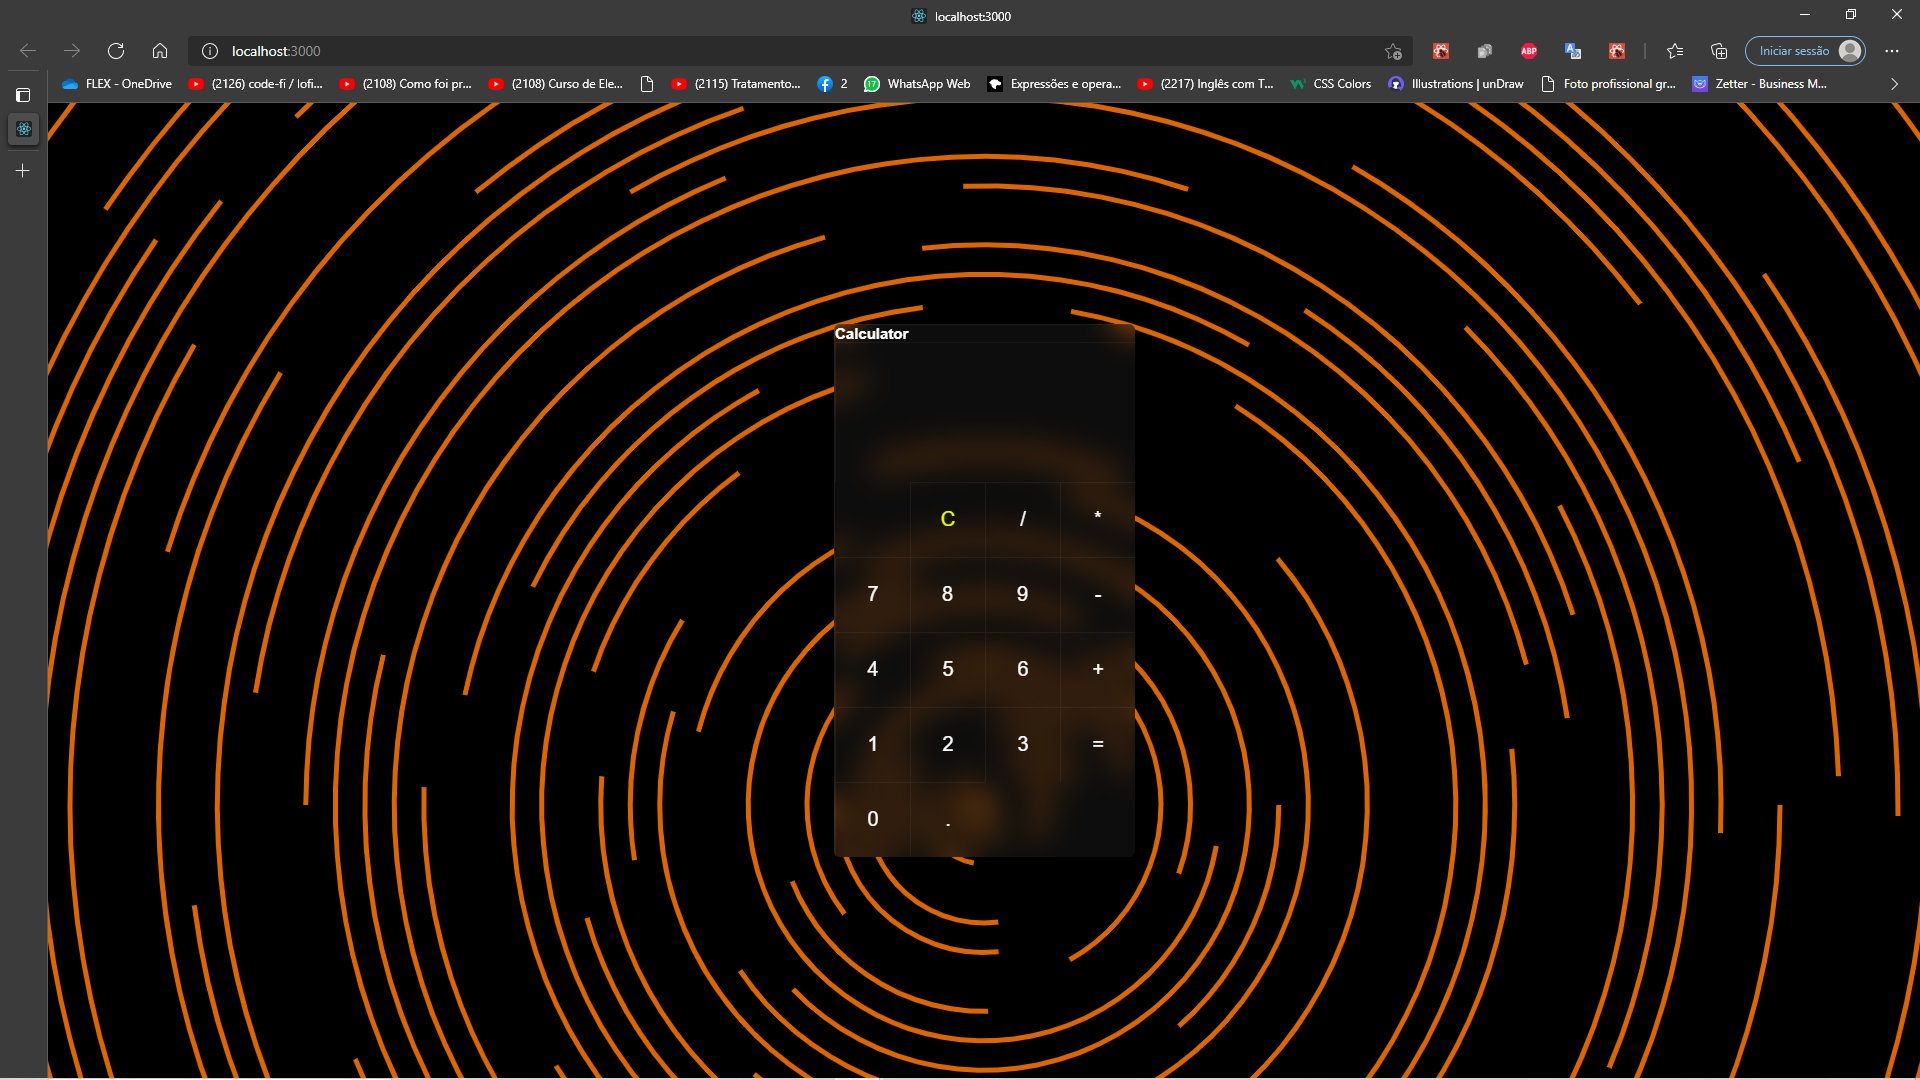 localhost:3000
localhost:3000
ABP
Iniciar sessão
FLEX - OneDrive
(2126) code-fi / lofi...
(2108) Como foi pr...
(2108) Curso de Ele...
(2115) Tratamento...
2
17
WhatsApp Web
Expressões e opera...
(2217) Inglês com T...
CSS Colors
Illustrations | unDraw
Foto profissional gr...
Zetter - Business M...
Calculator
C / *
7 8 9 -
4 5 6 +
1 2 3 =
0 .